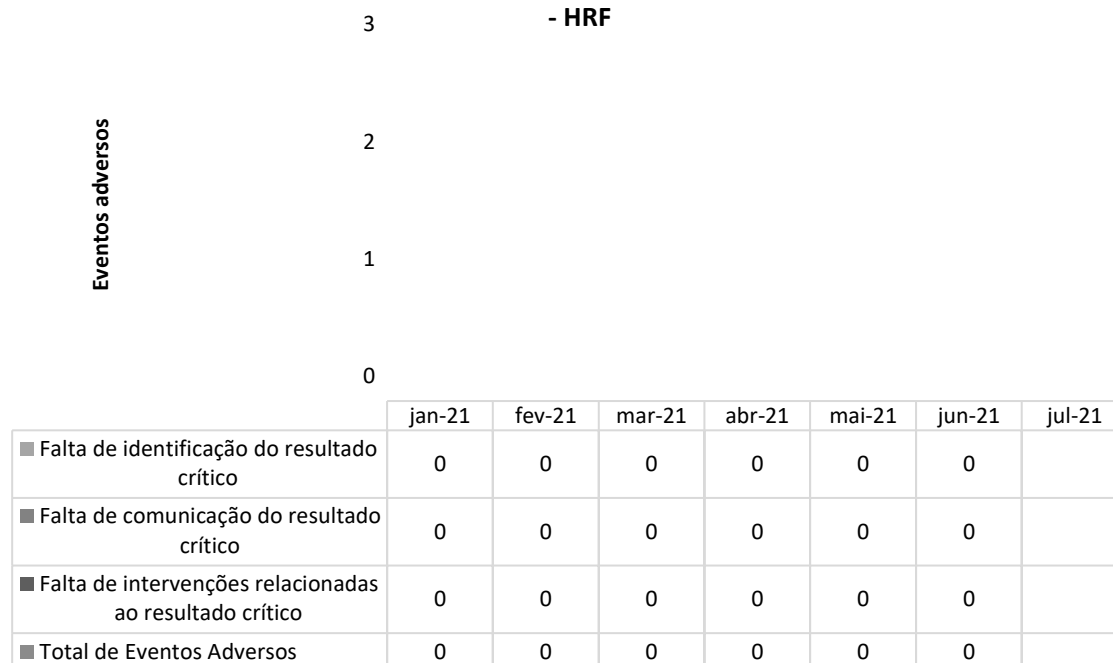 - HRF
Eventos adversos
3
2
1
0
jan-21 fev-21 mar-21 abr-21 mai-21 jun-21 jul-21
Falta de identificação do resultado
crítico
0 0 0 0 0 0
Falta de comunicação do resultado
crítico
0 0 0 0 0 0
Falta de intervenções relacionadas
ao resultado crítico
0 0 0 0 0 0
Total de Eventos Adversos 0 0 0 0 0 0